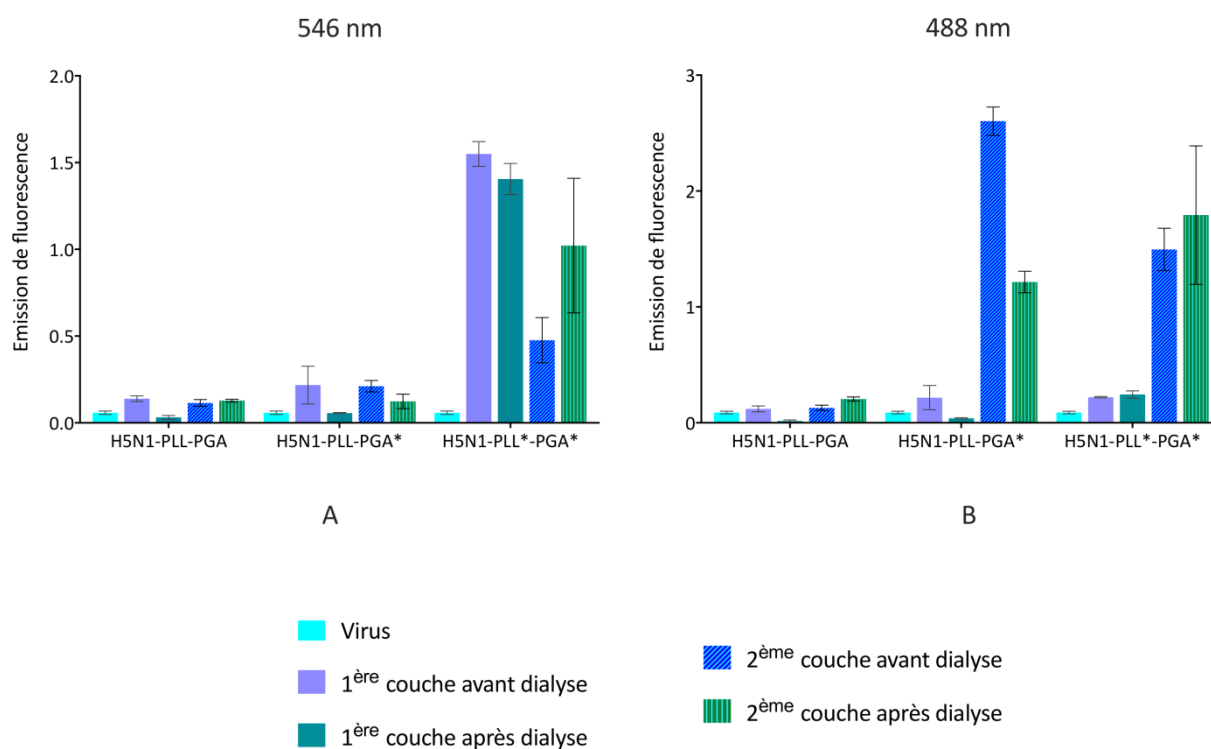 546 nm
488 nm
Emission de fluorescence
2.0
1.5
1.0
0.5
0.0
H5N1-PLL-PGA
H5N1-PLL-PGA*
H5N1-PLL*-PGA*
A
Emission de fluorescence
3
2
1
0
H5N1-PLL-PGA
H5N1-PLL-PGA*
H5N1-PLL*-PGA*
B
Virus
1ère couche avant dialyse
1ère couche après dialyse
2ème couche avant dialyse
2ème couche après dialyse